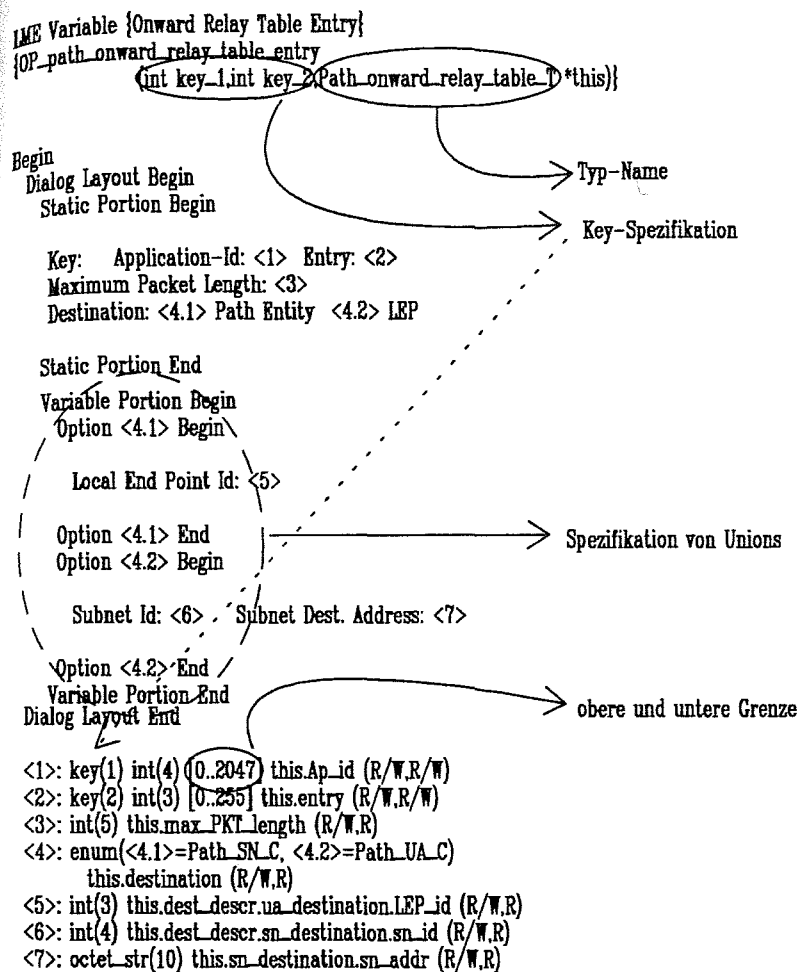 LME Variable {Onward Relay Table Entry{
{OP_path_onward_relay_table_entry
(int key_1,int key_2,Path_onward_relay_table_T *this)}
Begin
Dialog Layout Begin
Typ-Name
Static Portion Begin
Key-Spezifikation
Key: Application-Id: <1> Entry: <2>
Maximum Packet Length: <3>
Destination: <4.1> Path Entity <4.2> LEP
Static Portion End
Variable Portion Begin
Option <4.1> Begin
Local End Point Id: <5>
Option <4.1> End
Spezifikation von Unions
Option <4.2> Begin
Subnet Id: <6> Subnet Dest. Address: <7>
Option <4.2> End
Variable Portion End
obere und untere Grenze
Dialog Layout End
<1>: key(1) int(4) [0..2047] this.Ap_id (R/W,R/W)
<2>: key(2) int(3) [0..255] this.entry (R/W,R/W)
<3>: int(5) this.max_PKT_length (R/W,R)
<4>: enum(<4.1>=Path_SN_C, <4.2>=Path_UA_C)
this.destination (R/W,R)
<5>: int(3) this.dest_descr.ua_destination.LEP_id (R/W,R)
<6>: int(4) this.dest_descr.sn_destination.sn_id (R/W,R)
<7>: octet_str(10) this.sn_destination.sn_addr (R/W,R)